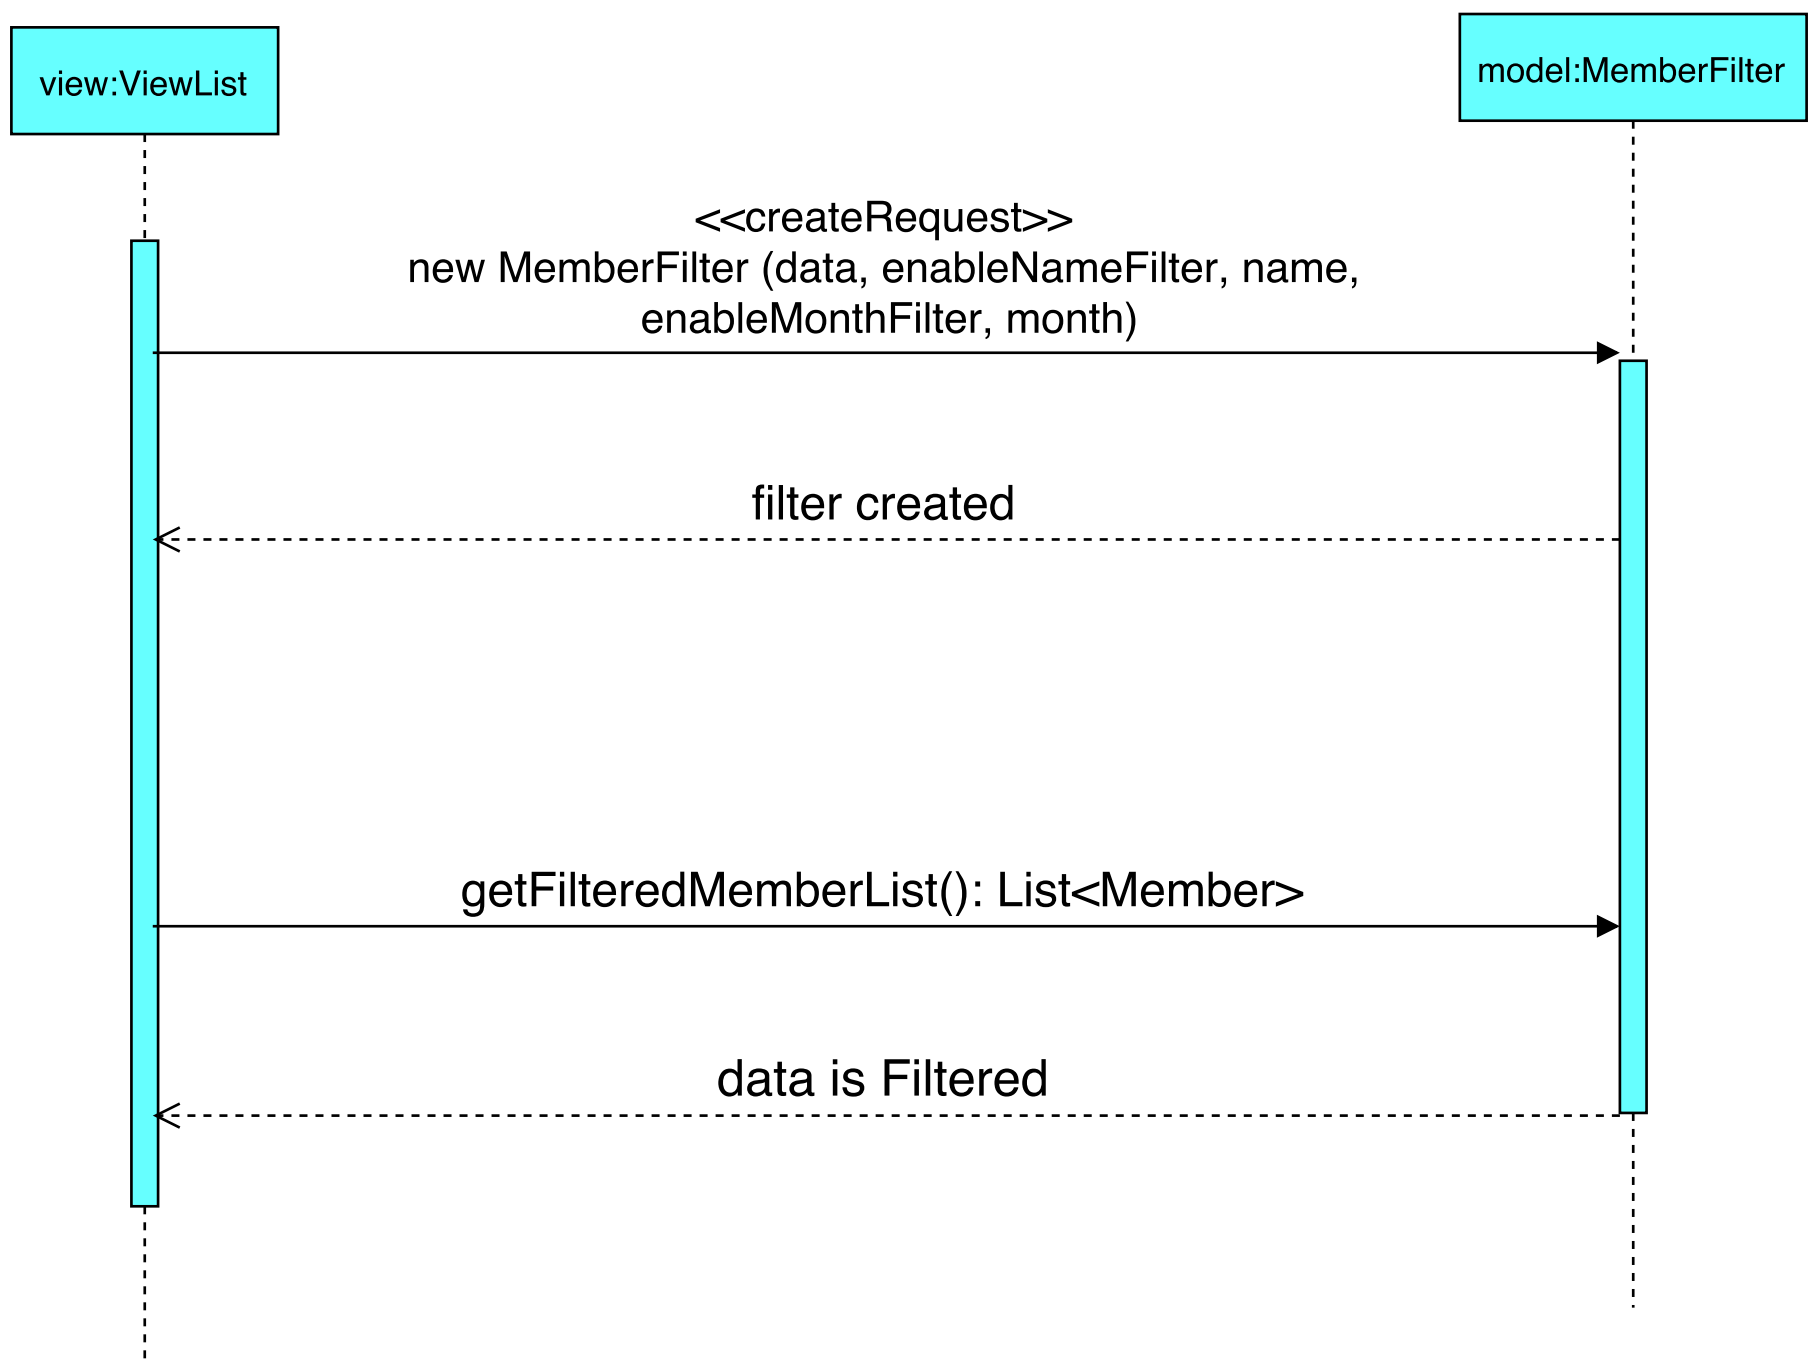 view:ViewList
model:MemberFilter
<<createRequest>>
new MemberFilter (data, enableNameFilter, name,
enableMonthFilter, month)
filter created
getFilteredMemberList(): List<Member>
data is Filtered